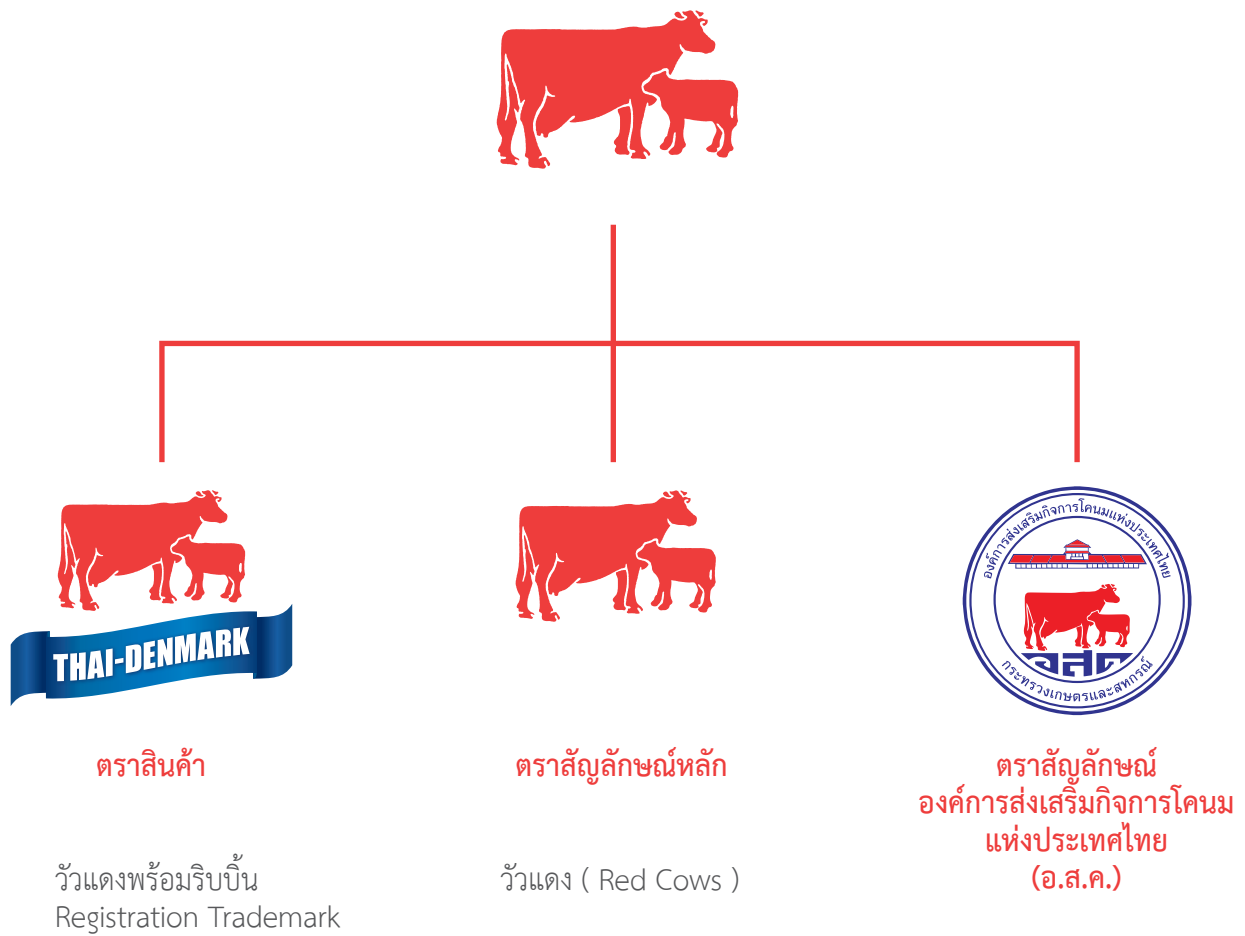 THAI-DENMARK
องค์การส่งเสริมกิจการโคนมแห่งประเทศไทย
อสค
กระทรวงเกษตรและสหกรณ์
ตราสินค้า
วัวแดงพร้อมริบบิ้น
Registration Trademark
ตราสัญลักษณ์หลัก
วัวแดง ( Red Cows )
ตราสัญลักษณ์
องค์การส่งเสริมกิจการโคนม
แห่งประเทศไทย
(อ.ส.ค.)